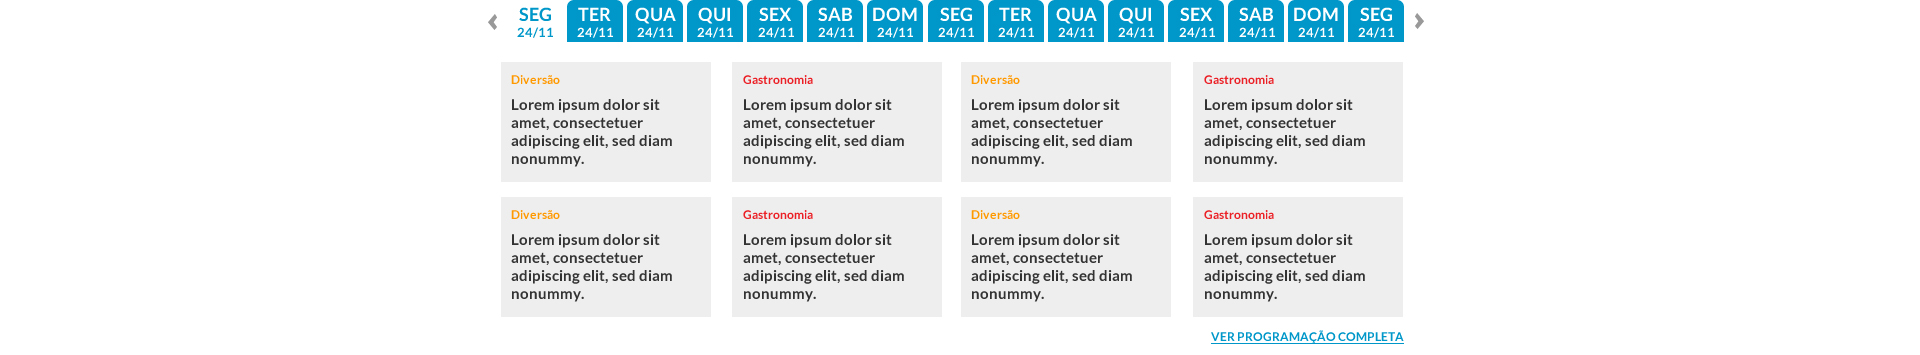 ‹ SEG TER QUA QUI SEX SAB DOM SEG TER QUA QUI SEX SAB DOM SEG ›
24/11 24/11 24/11 24/11 24/11 24/11 24/11 24/11 24/11 24/11 24/11 24/11 24/11 24/11 24/11
Diversão
Lorem ipsum dolor sit
amet, consectetuer
adipiscing elit, sed diam
nonummy.
Gastronomia
Lorem ipsum dolor sit
amet, consectetuer
adipiscing elit, sed diam
nonummy.
Diversão
Lorem ipsum dolor sit
amet, consectetuer
adipiscing elit, sed diam
nonummy.
Gastronomia
Lorem ipsum dolor sit
amet, consectetuer
adipiscing elit, sed diam
nonummy.
Diversão
Lorem ipsum dolor sit
amet, consectetuer
adipiscing elit, sed diam
nonummy.
Gastronomia
Lorem ipsum dolor sit
amet, consectetuer
adipiscing elit, sed diam
nonummy.
Diversão
Lorem ipsum dolor sit
amet, consectetuer
adipiscing elit, sed diam
nonummy.
Gastronomia
Lorem ipsum dolor sit
amet, consectetuer
adipiscing elit, sed diam
nonummy.
VER PROGRAMAÇÃO COMPLETA